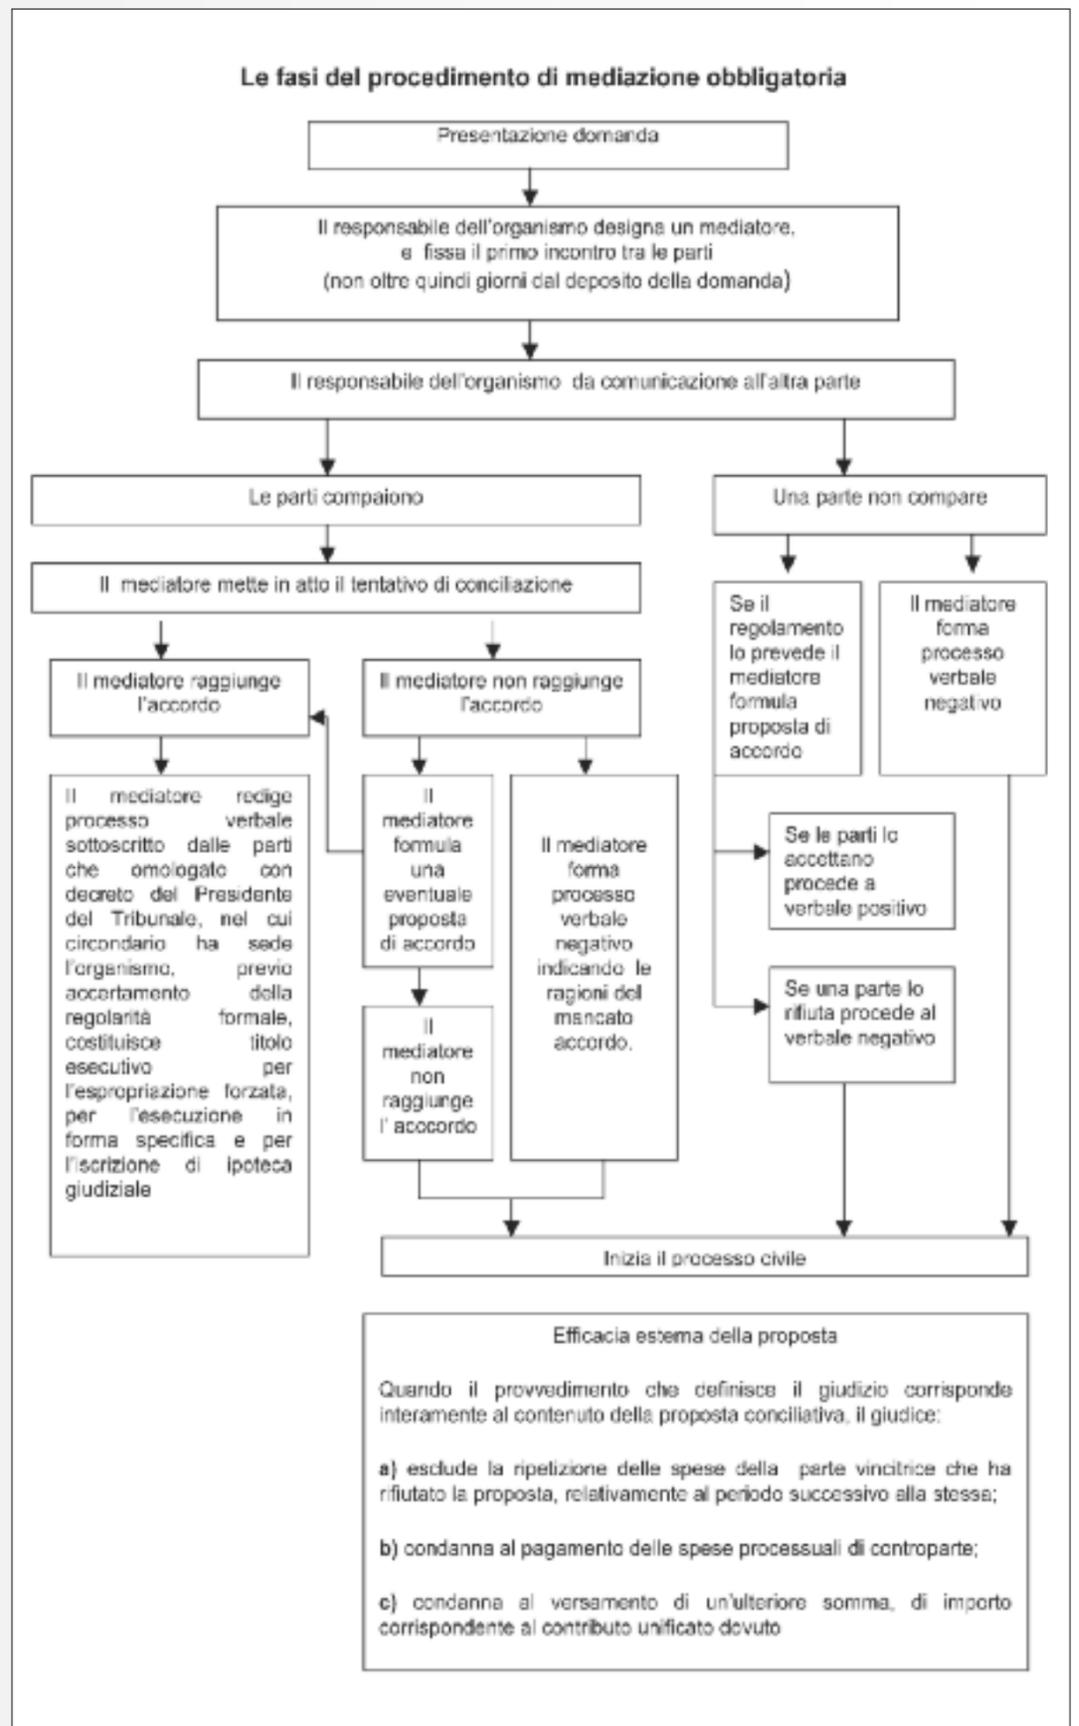 Le fasi del procedimento di mediazione obbligatoria
Presentazione domanda
Il responsabile dell'organismo designa un mediatore,
e fissa il primo incontro tra le parti
(non oltre quindi giorni dal deposito della domanda)
Il responsabile dell'organismo da comunicazione all'altra parte
Le parti compaiono
Il mediatore mette in atto il tentativo di conciliazione
Il mediatore raggiunge
l'accordo
Il mediatore redige
processo verbale
sottoscritto dalle parti
che omologato con
decreto del Presidente
del Tribunale, nel cui
circondario ha sede
l'organismo, previo
accertamento della
regolarità formale,
costituisce titolo
esecutivo per
l'espropriazione forzata,
per l'esecuzione in
forma specifica e per
l'iscrizione di ipoteca
giudiziale
Il mediatore non raggiunge
l'accordo
Il
mediatore
formula
una
eventuale
proposta
di accordo
Il
mediatore
non
raggiunge
l' acocordo
Il mediatore
forma
processo
verbale
negativo
indicando le
ragioni del
mancato
accordo.
Una parte non compare
Se il
regolamento
lo prevede il
mediatore
formula
proposta di
accordo
Il mediatore
forma
processo
verbale
negativo
Se le parti lo
accettano
procede a
verbale positivo
Se una parte lo
rifiuta procede al
verbale negativo
Inizia il processo civile
Efficacia esterna della proposta
Quando il provvedimento che definisce il giudizio corrisponde
interamente al contenuto della proposta conciliativa, il giudice:
a) esclude la ripetizione delle spese della parte vincitrice che ha
rifiutato la proposta, relativamente al periodo successivo alla stessa;
b) condanna al pagamento delle spese processuali di controparte;
c) condanna al versamento di un'ulteriore somma, di importo
corrispondente al contributo unificato dovuto